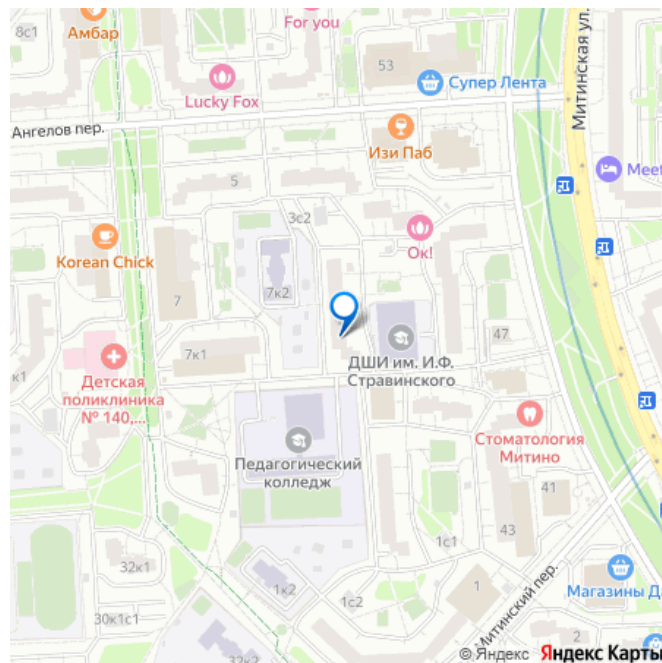 8с1
Амбар
For you
Lucky Fox
53
Супер Лента
Митинская ул.
Ангелов пер.
Изи Паб
Meet
5
3с2
Ок!
Korean Chick
7к2
7
47
7к1
к1
ДШИ им. И.Ф.
Стравинского
Детская
поликлиника
№ 140,...
Стоматология
Митино
Педагогический
колледж
41
43
1с1
32к1
1к2
1с2
1
Магазины Да
30к1с1
Митинский пер.
2
© Яндекс Яндекс Карты